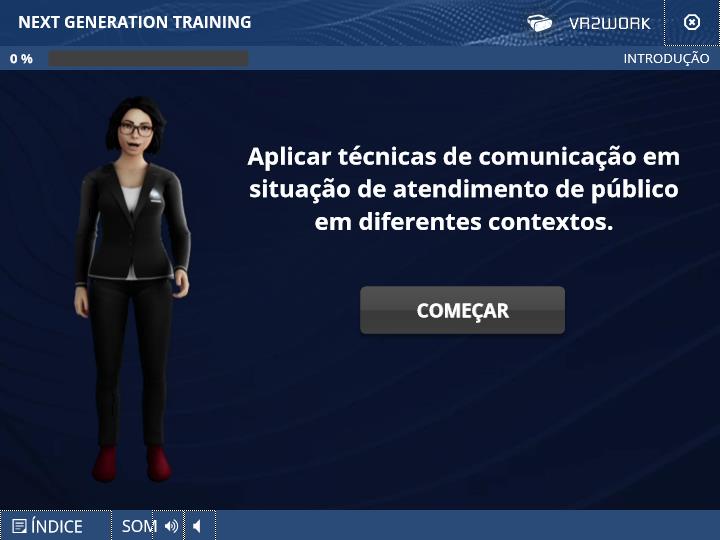 NEXT GENERATION TRAINING
VR2WORK
0 %
INTRODUÇÃO
Aplicar técnicas de comunicação em
situação de atendimento de público
em diferentes contextos.
COMEÇAR
ÍNDICE
SOM